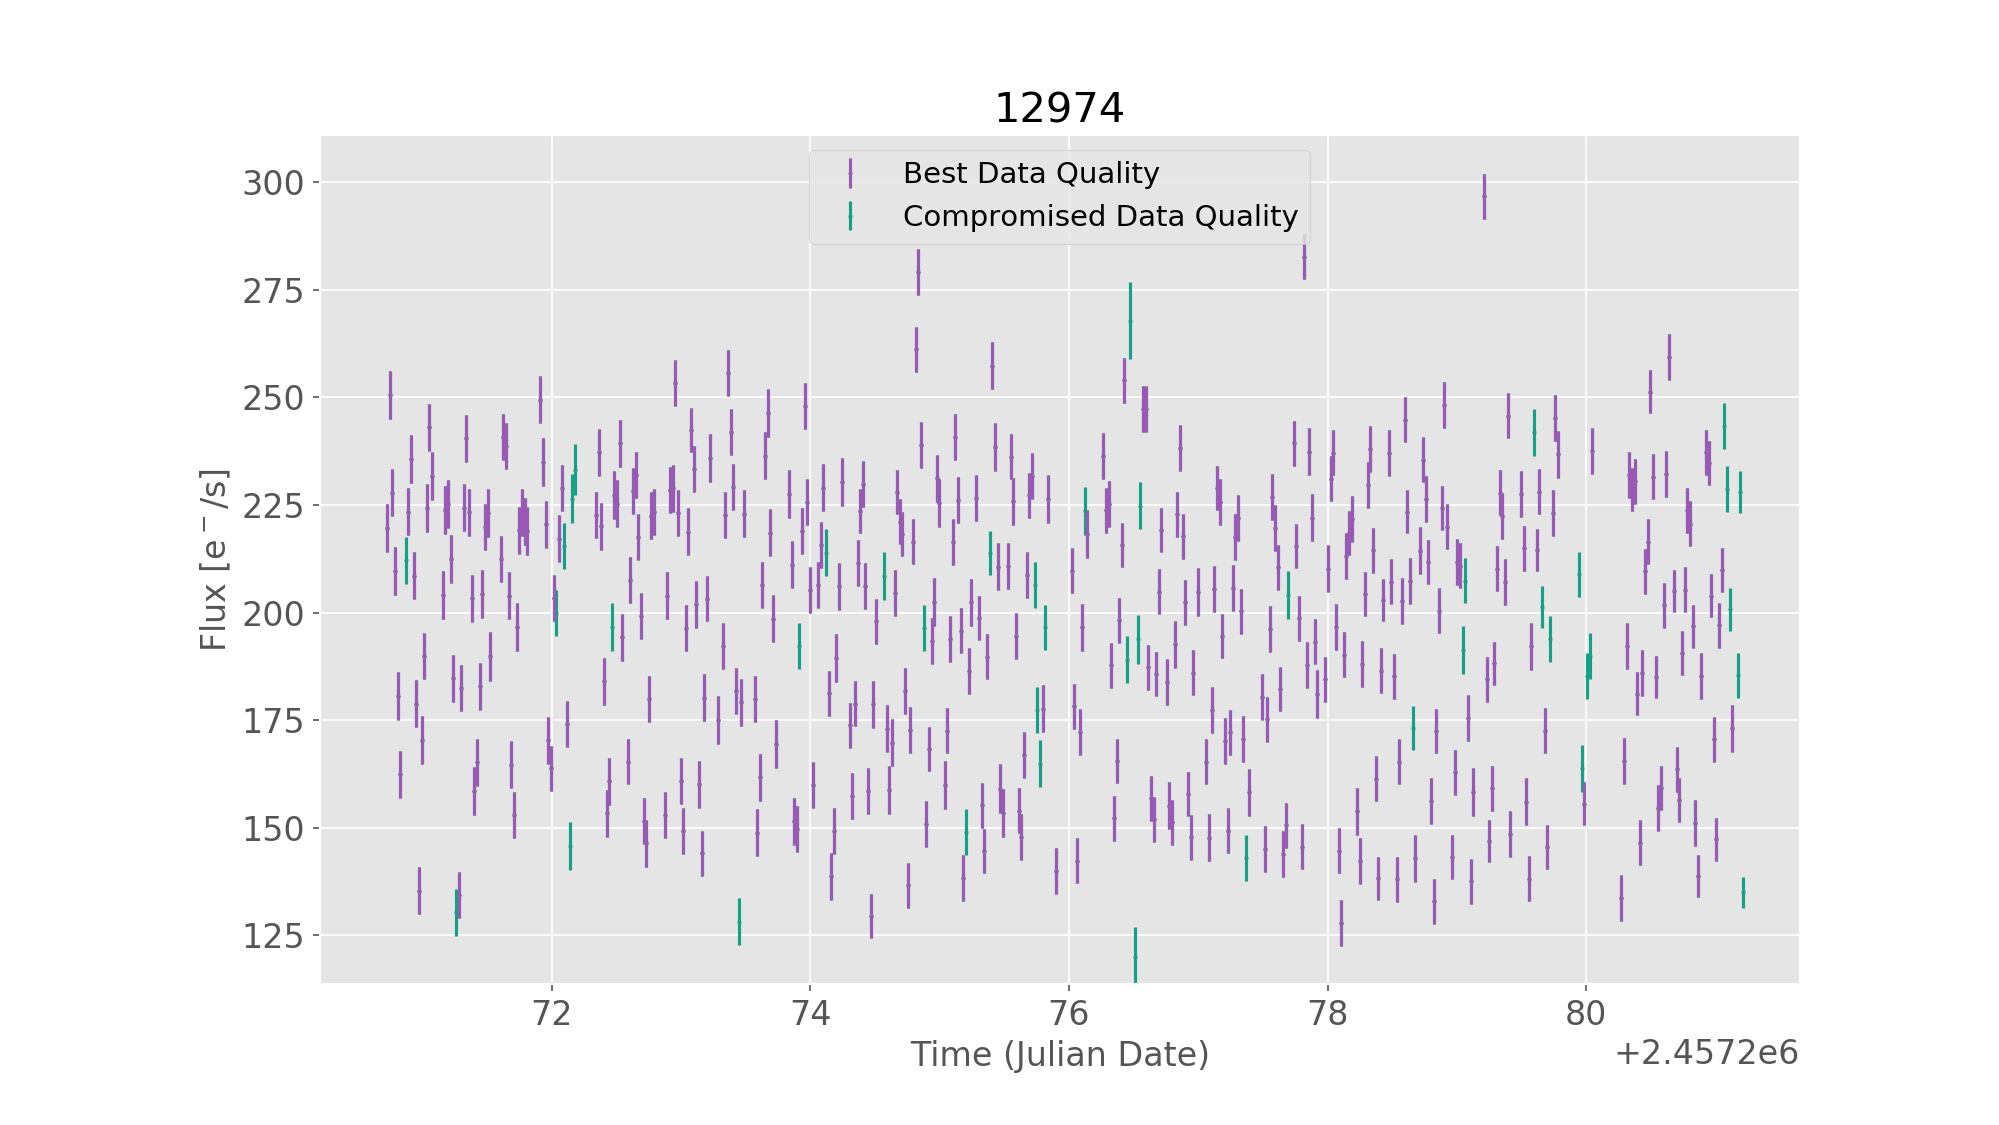 12974
Best Data Quality
Compromised Data Quality
300
275
250
225
200
175
150
125
Flux [e⁻/s]
72 74 76 78 80
Time (Julian Date)
+2.4572e6